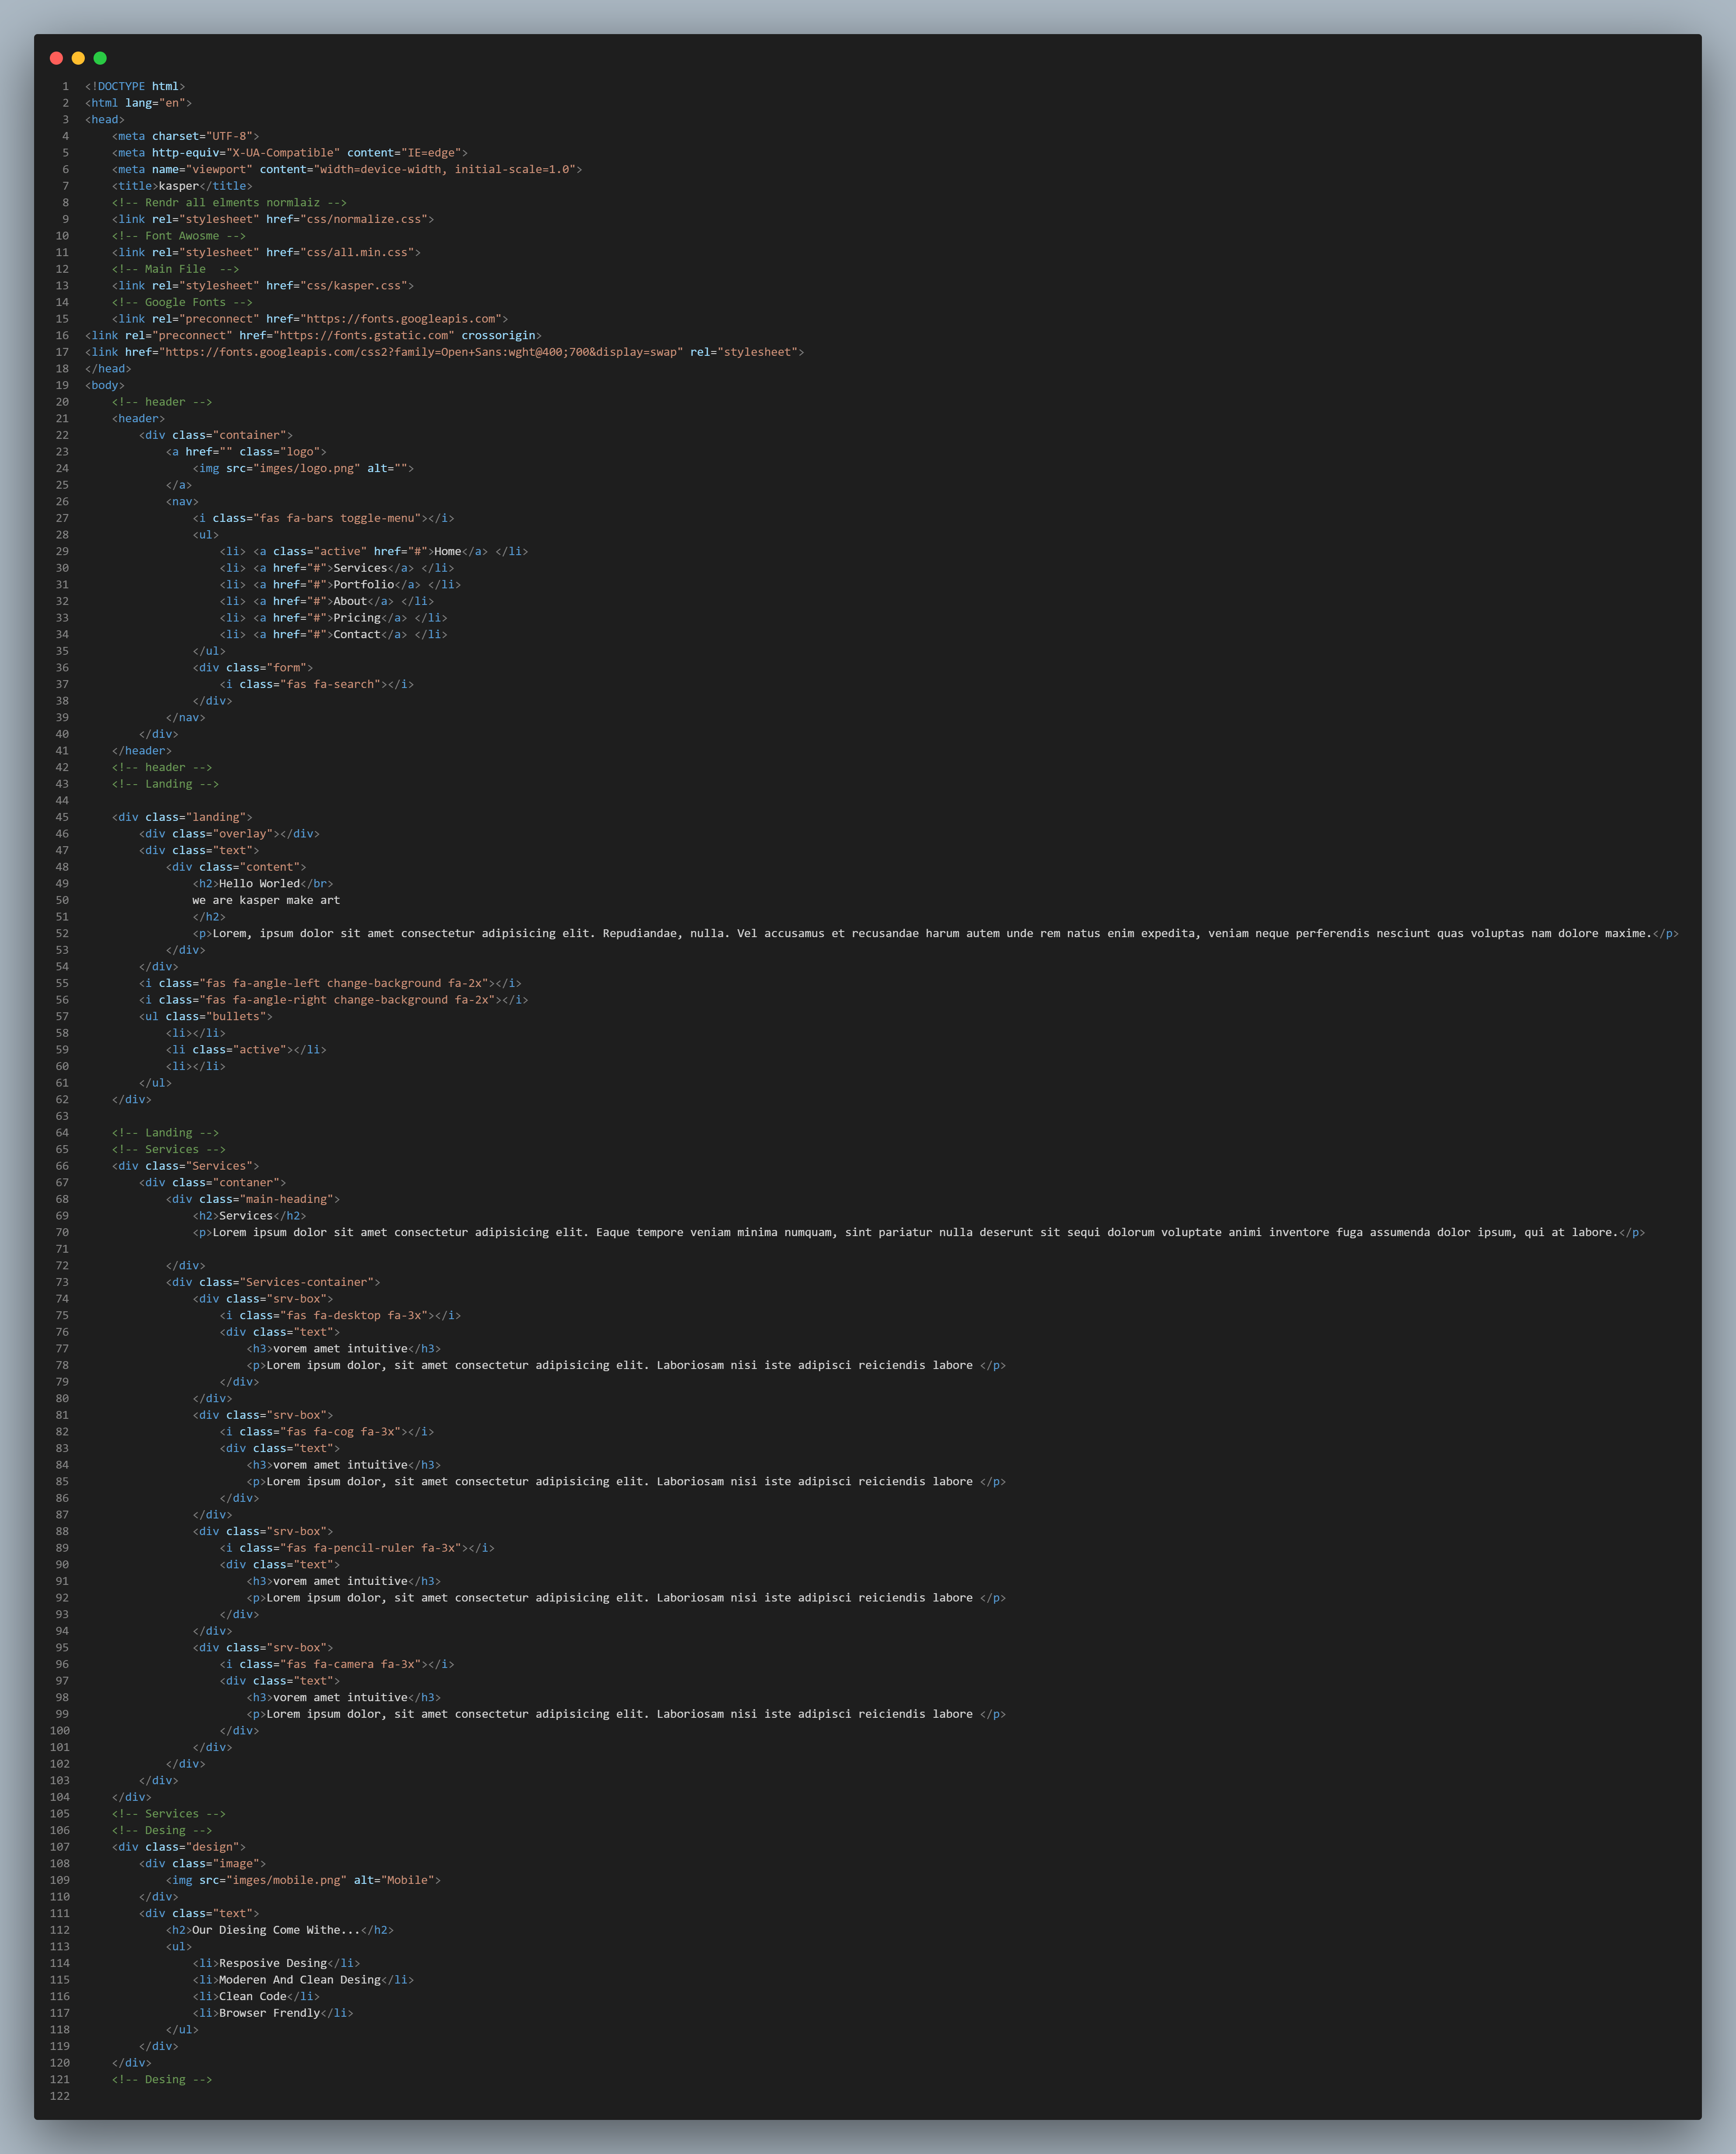 1 <!DOCTYPE html>
2 <html lang="en">
3 <head>
4     <meta charset="UTF-8">
5     <meta http-equiv="X-UA-Compatible" content="IE=edge">
6     <meta name="viewport" content="width=device-width, initial-scale=1.0">
7     <title>kasper</title>
8     <!-- Rendr all elments normlaiz -->
9     <link rel="stylesheet" href="css/normalize.css">
10     <!-- Font Awosme -->
11     <link rel="stylesheet" href="css/all.min.css">
12     <!-- Main File  -->
13     <link rel="stylesheet" href="css/kasper.css">
14     <!-- Google Fonts -->
15     <link rel="preconnect" href="https://fonts.googleapis.com">
16 <link rel="preconnect" href="https://fonts.gstatic.com" crossorigin>
17 <link href="https://fonts.googleapis.com/css2?family=Open+Sans:wght@400;700&display=swap" rel="stylesheet">
18 </head>
19 <body>
20     <!-- header -->
21     <header>
22         <div class="container">
23             <a href="" class="logo">
24                 <img src="imges/logo.png" alt="">
25             </a>
26             <nav>
27                 <i class="fas fa-bars toggle-menu"></i>
28                 <ul>
29                     <li> <a class="active" href="#">Home</a> </li>
30                     <li> <a href="#">Services</a> </li>
31                     <li> <a href="#">Portfolio</a> </li>
32                     <li> <a href="#">About</a> </li>
33                     <li> <a href="#">Pricing</a> </li>
34                     <li> <a href="#">Contact</a> </li>
35                 </ul>
36                 <div class="form">
37                     <i class="fas fa-search"></i>
38                 </div>
39             </nav>
40         </div>
41     </header>
42     <!-- header -->
43     <!-- Landing -->
44
45     <div class="landing">
46         <div class="overlay"></div>
47         <div class="text">
48             <div class="content">
49                 <h2>Hello Worled</br>
50                 we are kasper make art
51                 </h2>
52                 <p>Lorem, ipsum dolor sit amet consectetur adipisicing elit. Repudiandae, nulla. Vel accusamus et recusandae harum autem unde rem natus enim expedita, veniam neque perferendis nesciunt quas voluptas nam dolore maxime.</p>
53             </div>
54         </div>
55         <i class="fas fa-angle-left change-background fa-2x"></i>
56         <i class="fas fa-angle-right change-background fa-2x"></i>
57         <ul class="bullets">
58             <li></li>
59             <li class="active"></li>
60             <li></li>
61         </ul>
62     </div>
63
64     <!-- Landing -->
65     <!-- Services -->
66     <div class="Services">
67         <div class="contaner">
68             <div class="main-heading">
69                 <h2>Services</h2>
70                 <p>Lorem ipsum dolor sit amet consectetur adipisicing elit. Eaque tempore veniam minima numquam, sint pariatur nulla deserunt sit sequi dolorum voluptate animi inventore fuga assumenda dolor ipsum, qui at labore.</p>
71
72             </div>
73             <div class="Services-container">
74                 <div class="srv-box">
75                     <i class="fas fa-desktop fa-3x"></i>
76                     <div class="text">
77                         <h3>vorem amet intuitive</h3>
78                         <p>Lorem ipsum dolor, sit amet consectetur adipisicing elit. Laboriosam nisi iste adipisci reiciendis labore </p>
79                     </div>
80                 </div>
81                 <div class="srv-box">
82                     <i class="fas fa-cog fa-3x"></i>
83                     <div class="text">
84                         <h3>vorem amet intuitive</h3>
85                         <p>Lorem ipsum dolor, sit amet consectetur adipisicing elit. Laboriosam nisi iste adipisci reiciendis labore </p>
86                     </div>
87                 </div>
88                 <div class="srv-box">
89                     <i class="fas fa-pencil-ruler fa-3x"></i>
90                     <div class="text">
91                         <h3>vorem amet intuitive</h3>
92                         <p>Lorem ipsum dolor, sit amet consectetur adipisicing elit. Laboriosam nisi iste adipisci reiciendis labore </p>
93                     </div>
94                 </div>
95                 <div class="srv-box">
96                     <i class="fas fa-camera fa-3x"></i>
97                     <div class="text">
98                         <h3>vorem amet intuitive</h3>
99                         <p>Lorem ipsum dolor, sit amet consectetur adipisicing elit. Laboriosam nisi iste adipisci reiciendis labore </p>
100                     </div>
101                 </div>
102             </div>
103         </div>
104     </div>
105     <!-- Services -->
106     <!-- Desing -->
107     <div class="design">
108         <div class="image">
109             <img src="imges/mobile.png" alt="Mobile">
110         </div>
111         <div class="text">
112             <h2>Our Diesing Come Withe...</h2>
113             <ul>
114                 <li>Resposive Desing</li>
115                 <li>Moderen And Clean Desing</li>
116                 <li>Clean Code</li>
117                 <li>Browser Frendly</li>
118             </ul>
119         </div>
120     </div>
121     <!-- Desing -->
122